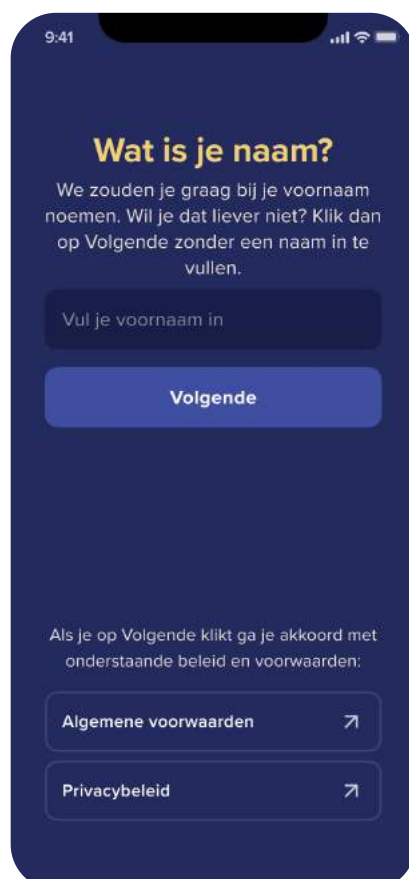 9:41
Wat is je naam?
We zouden je graag bij je voornaam
noemen. Wil je dat liever niet? Klik dan
op Volgende zonder een naam in te
vullen.
Vul je voornaam in
Volgende
Als je op Volgende klikt ga je akkoord met
onderstaande beleid en voorwaarden:
Algemene voorwaarden
Privacybeleid